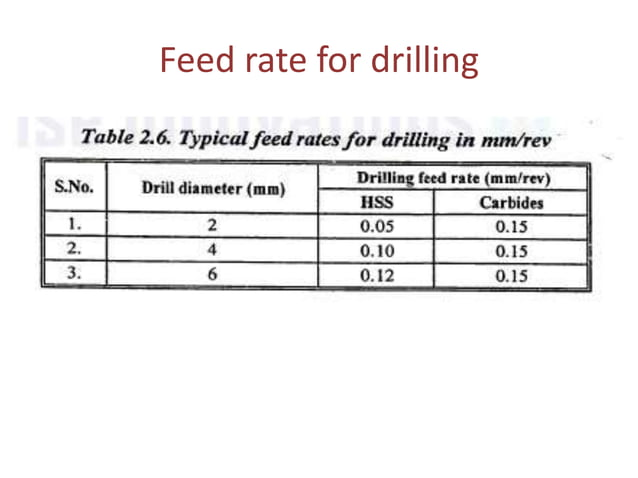 Feed rate for drilling
Table 2.6. Typical feed rates for drilling in mm/rev
S.No. Drill diameter (mm) Drilling feed rate (mm/rev)
HSS Carbides
1. 2 0.05 0.15
2. 4 0.10 0.15
3. 6 0.12 0.15